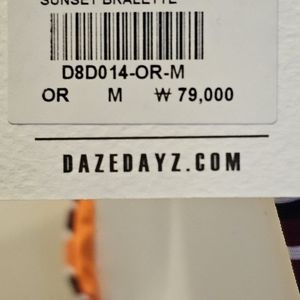 SUNSET BRALETTE
D8D014-OR-M
OR M ₩ 79,000
DAZEDAYZ.COM